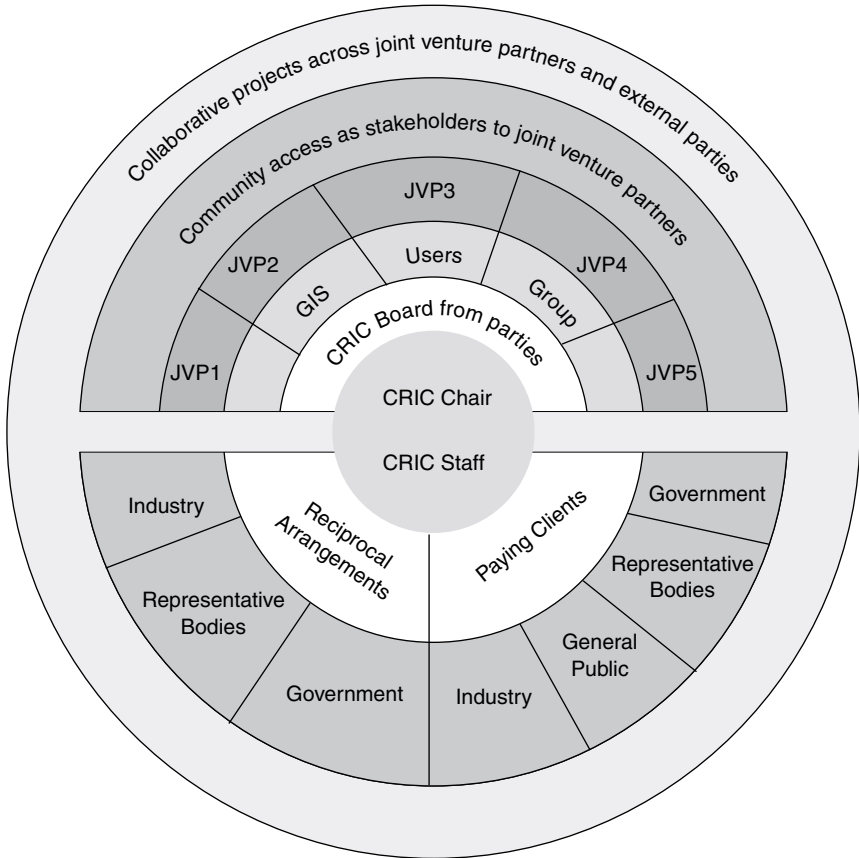 Collaborative projects across joint venture partners and external parties
Community access as stakeholders to joint venture partners
JVP1
JVP2
JVP3
JVP4
JVP5
GIS
Users
Group
CRIC Board from parties
CRIC Chair
CRIC Staff
Reciprocal
Arrangements
Paying Clients
Industry
Representative
Bodies
Government
Industry
General
Public
Representative
Bodies
Government